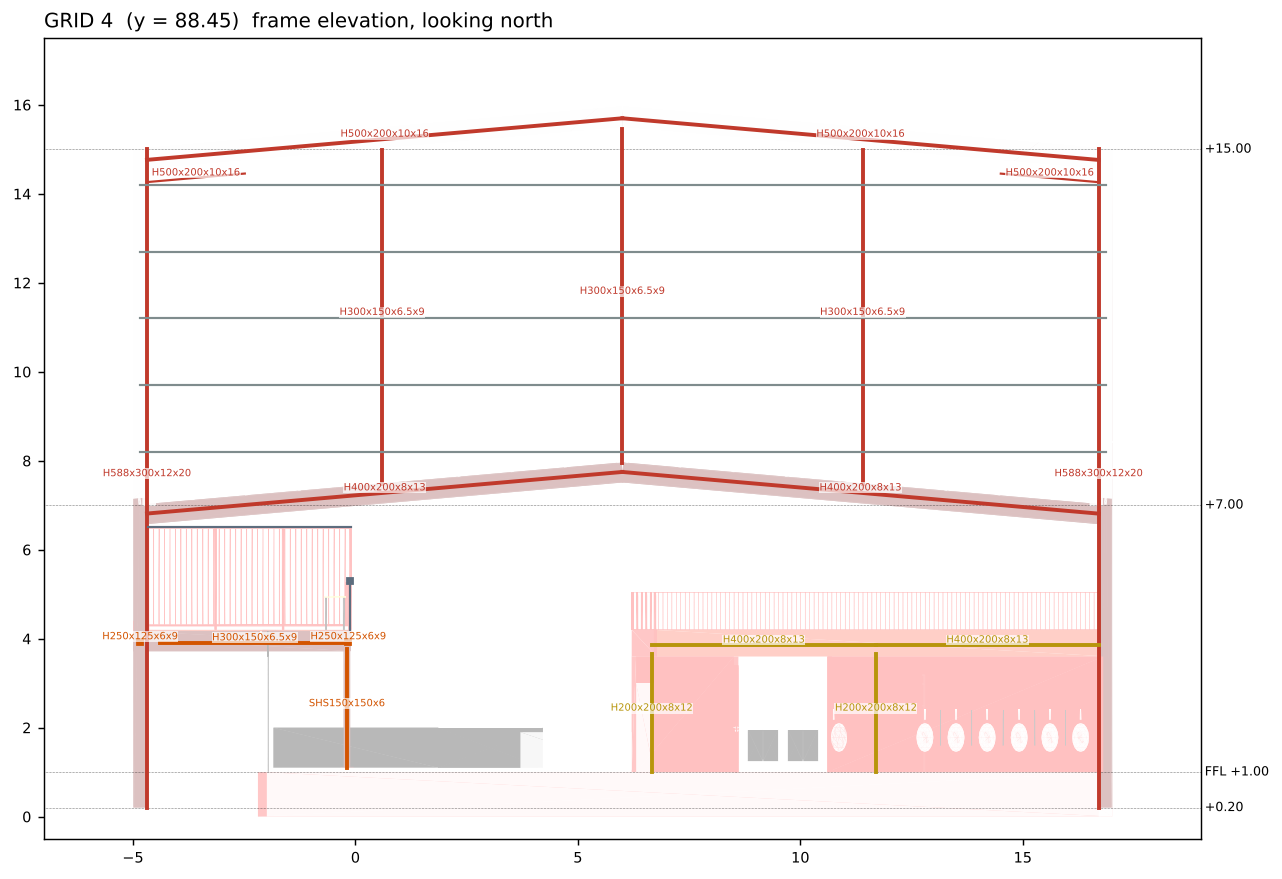 GRID 4  (y = 88.45)  frame elevation, looking north
16
H500x200x10x16
H500x200x10x16
+15.00
H500x200x10x16
H500x200x10x16
14
12
H300x150x6.5x9
H300x150x6.5x9
H300x150x6.5x9
10
8
H588x300x12x20
H588x300x12x20
H400x200x8x13
H400x200x8x13
+7.00
6
4
H250x125x6x9
H300x150x6.5x9
H250x125x6x9
H400x200x8x13
H400x200x8x13
SHS150x150x6
H200x200x8x12
H200x200x8x12
2
FFL +1.00
+0.20
0
−5
0
5
10
15